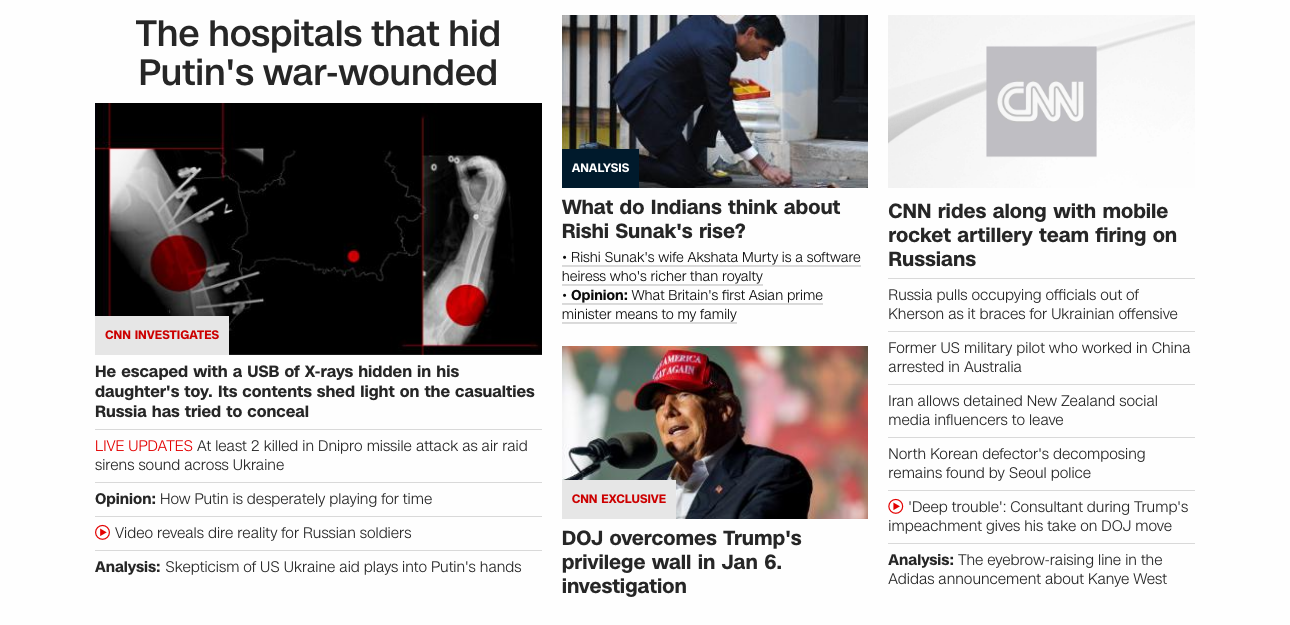 The hospitals that hid
Putin's war-wounded
CNN INVESTIGATES
He escaped with a USB of X-rays hidden in his
daughter's toy. Its contents shed light on the casualties
Russia has tried to conceal
LIVE UPDATES At least 2 killed in Dnipro missile attack as air raid
sirens sound across Ukraine
Opinion: How Putin is desperately playing for time
Video reveals dire reality for Russian soldiers
Analysis: Skepticism of US Ukraine aid plays into Putin's hands
ANALYSIS
What do Indians think about
Rishi Sunak's rise?
• Rishi Sunak's wife Akshata Murty is a software
heiress who's richer than royalty
• Opinion: What Britain's first Asian prime
minister means to my family
AMERICA
AGAIN!
CNN EXCLUSIVE
DOJ overcomes Trump's
privilege wall in Jan 6.
investigation
CNN
CNN rides along with mobile
rocket artillery team firing on
Russians
Russia pulls occupying officials out of
Kherson as it braces for Ukrainian offensive
Former US military pilot who worked in China
arrested in Australia
Iran allows detained New Zealand social
media influencers to leave
North Korean defector's decomposing
remains found by Seoul police
'Deep trouble': Consultant during Trump's
impeachment gives his take on DOJ move
Analysis: The eyebrow-raising line in the
Adidas announcement about Kanye West